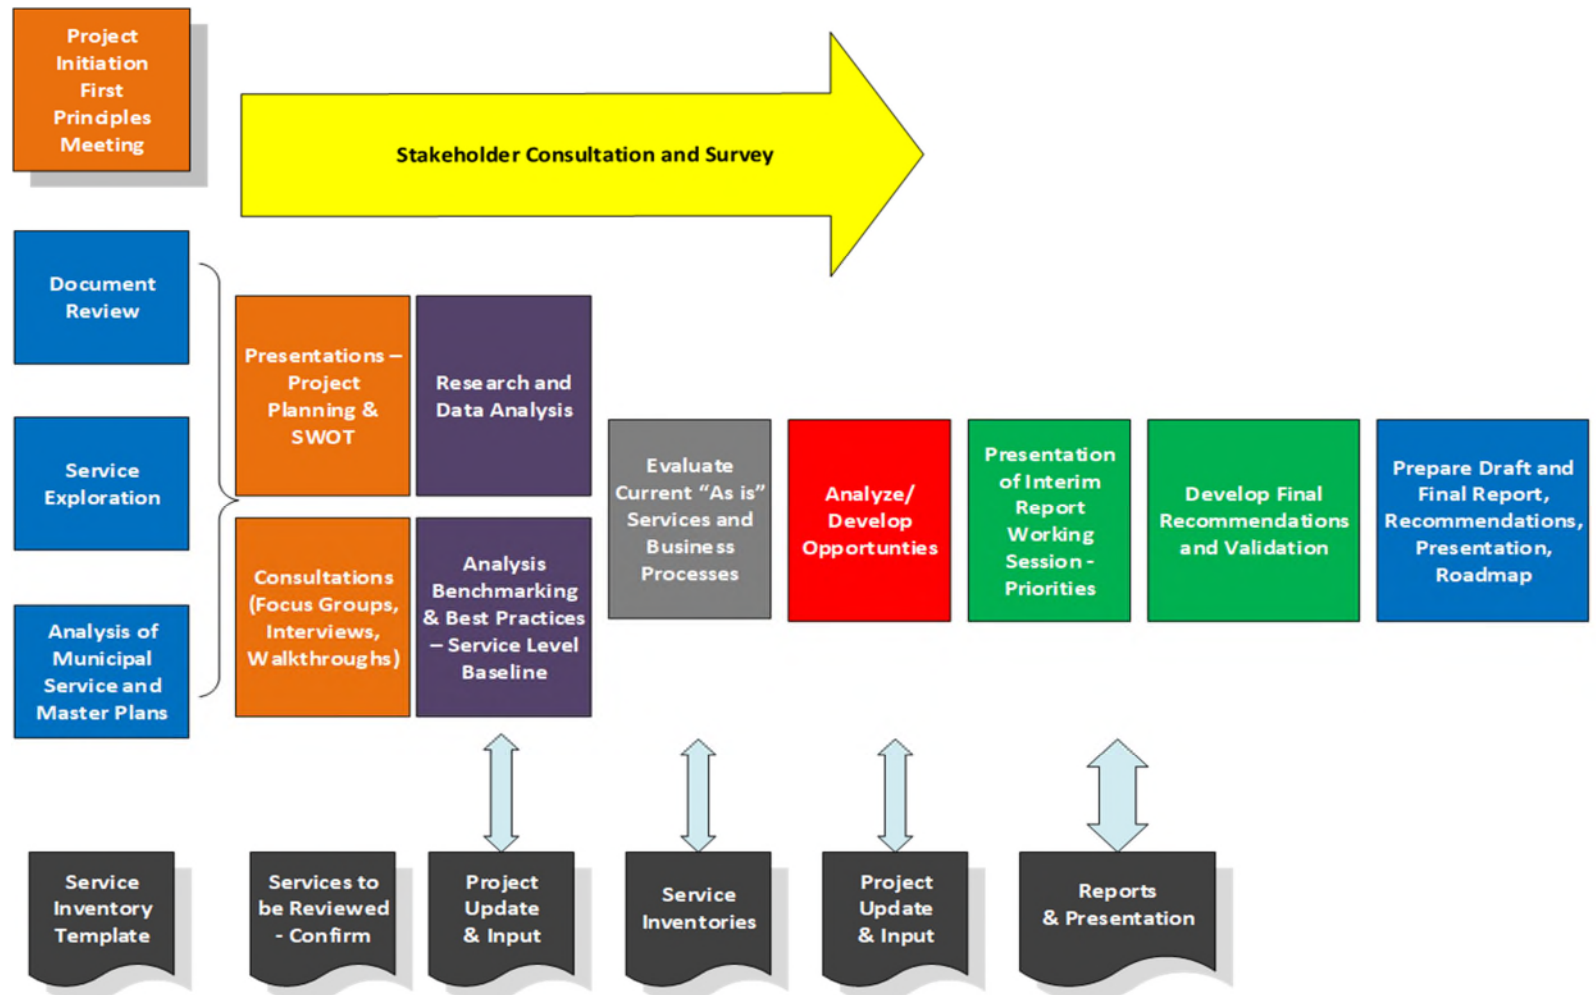 Project
Initiation
First
Principles
Meeting
Stakeholder Consultation and Survey
Document
Review
Service
Exploration
Analysis of
Municipal
Service and
Master Plans
Presentations –
Project
Planning &
SWOT
Research and
Data Analysis
Consultations
(Focus Groups,
Interviews,
Walkthroughs)
Analysis
Benchmarking
& Best Practices
– Service Level
Baseline
Evaluate
Current “As is”
Services and
Business
Processes
Analyze/
Develop
Opportunties
Presentation
of Interim
Report
Working
Session -
Priorities
Develop Final
Recommendations
and Validation
Prepare Draft and
Final Report,
Recommendations,
Presentation,
Roadmap
Service
Inventory
Template
Services to
be Reviewed
- Confirm
Project
Update
& Input
Service
Inventories
Project
Update
& Input
Reports
& Presentation